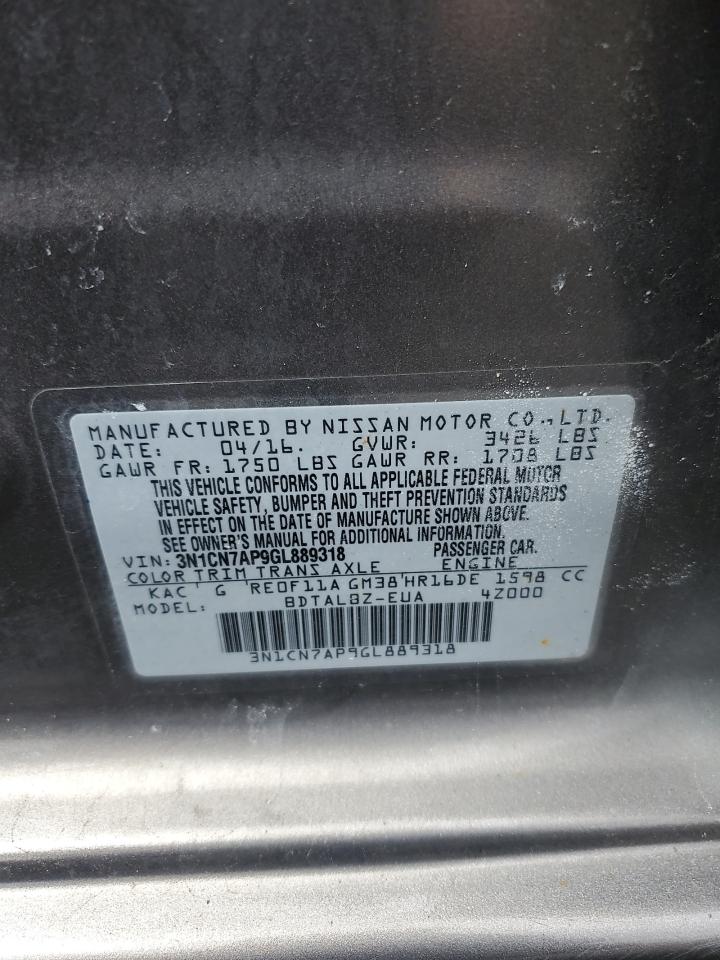 MANUFACTURED BY NISSAN MOTOR CO.,LTD.
DATE: 04/16. GVWR: 3426 LBS
GAWR FR: 1750 LBS GAWR RR: 1708 LBS
THIS VEHICLE CONFORMS TO ALL APPLICABLE FEDERAL MOTOR
VEHICLE SAFETY, BUMPER AND THEFT PREVENTION STANDARDS
IN EFFECT ON THE DATE OF MANUFACTURE SHOWN ABOVE.
SEE OWNER'S MANUAL FOR ADDITIONAL INFORMATION.
VIN: 3N1CN7AP9GL889318 PASSENGER CAR.
COLOR TRIM TRANS AXLE ENGINE
KAC' G 'RE0F11A GM38'HR16DE 1598 CC
MODEL: BDTALBZ-EUA 4Z000
3N1CN7AP9GL889318